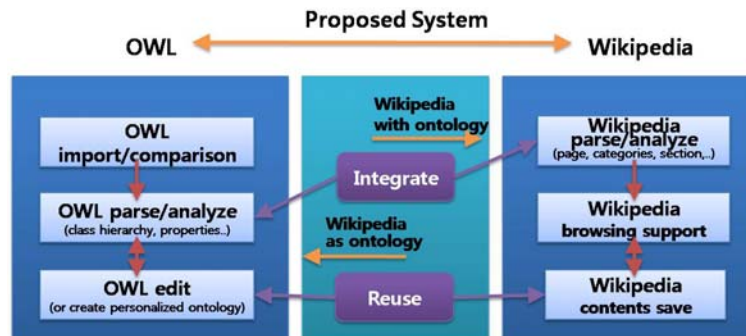 Proposed System
OWL
Wikipedia
OWL
import/comparison
OWL parse/analyze
(class hierarchy, properties..)
OWL edit
(or create personalized ontology)
Wikipedia
with ontology
Integrate
Wikipedia
as ontology
Reuse
Wikipedia
parse/analyze
(page, categories, section,..)
Wikipedia
browsing support
Wikipedia
contents save